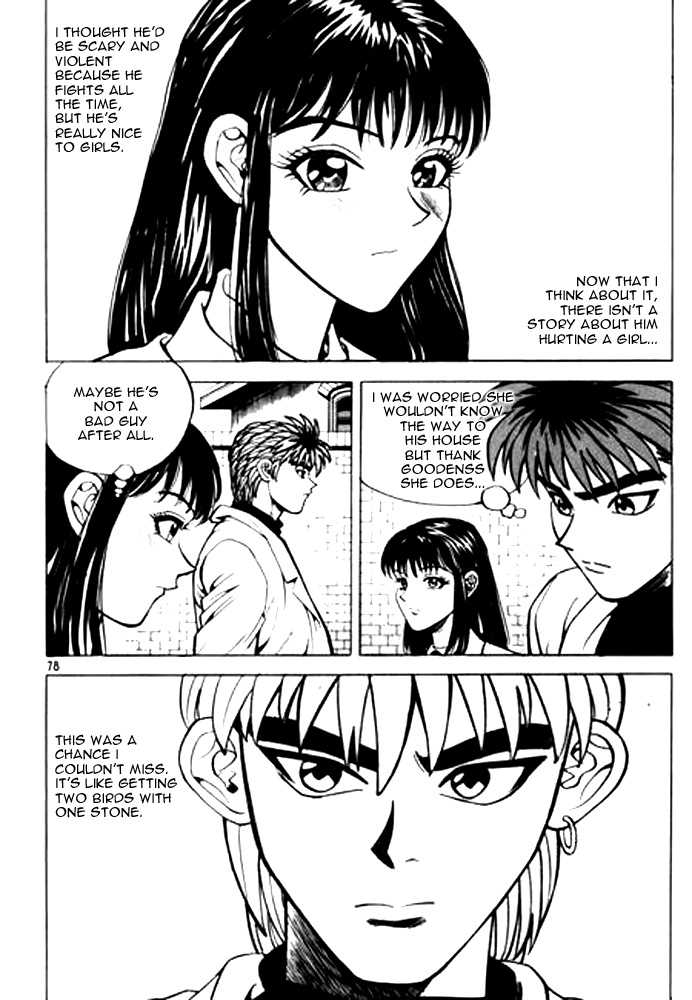 I THOUGHT HE'D
BE SCARY AND
VIOLENT
BECAUSE HE
FIGHTS ALL
THE TIME,
BUT HE'S
REALLY NICE
TO GIRLS.
NOW THAT I
THINK ABOUT IT,
THERE ISN'T A
STORY ABOUT HIM
HURTING A GIRL...
MAYBE HE'S
NOT A
BAD GUY
AFTER ALL.
I WAS WORRIED SHE
WOULDN'T KNOW
THE WAY TO
HIS HOUSE
BUT THANK
GOODENSS
SHE DOES...
78
THIS WAS A
CHANCE I
COULDN'T MISS.
IT'S LIKE GETTING
TWO BIRDS WITH
ONE STONE.